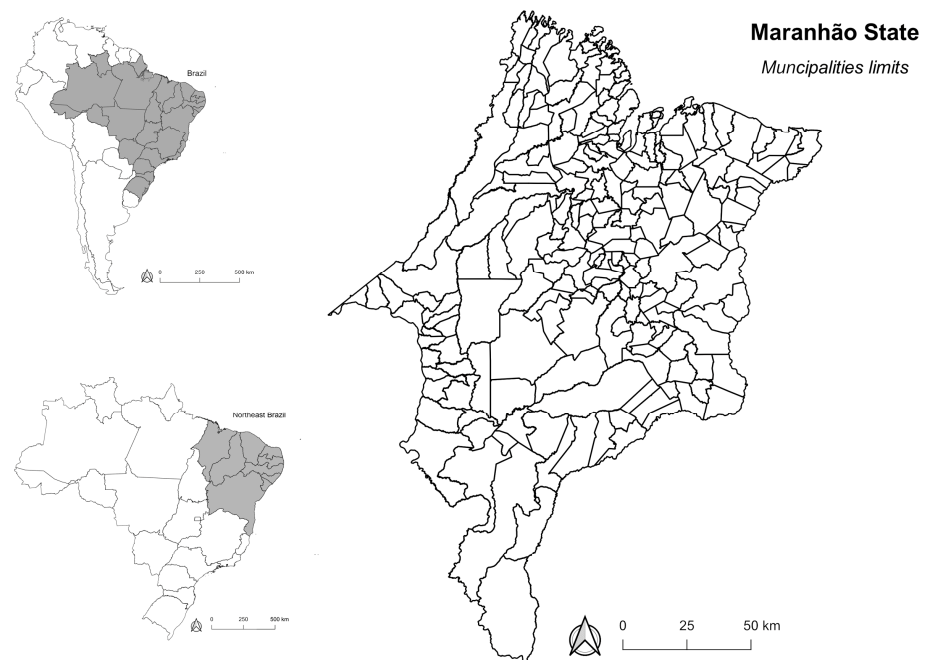 Maranhão State
Muncipalities limits
Brazil
0 250 500 km
Northeast Brazil
0 250 500 km
0 25 50 km